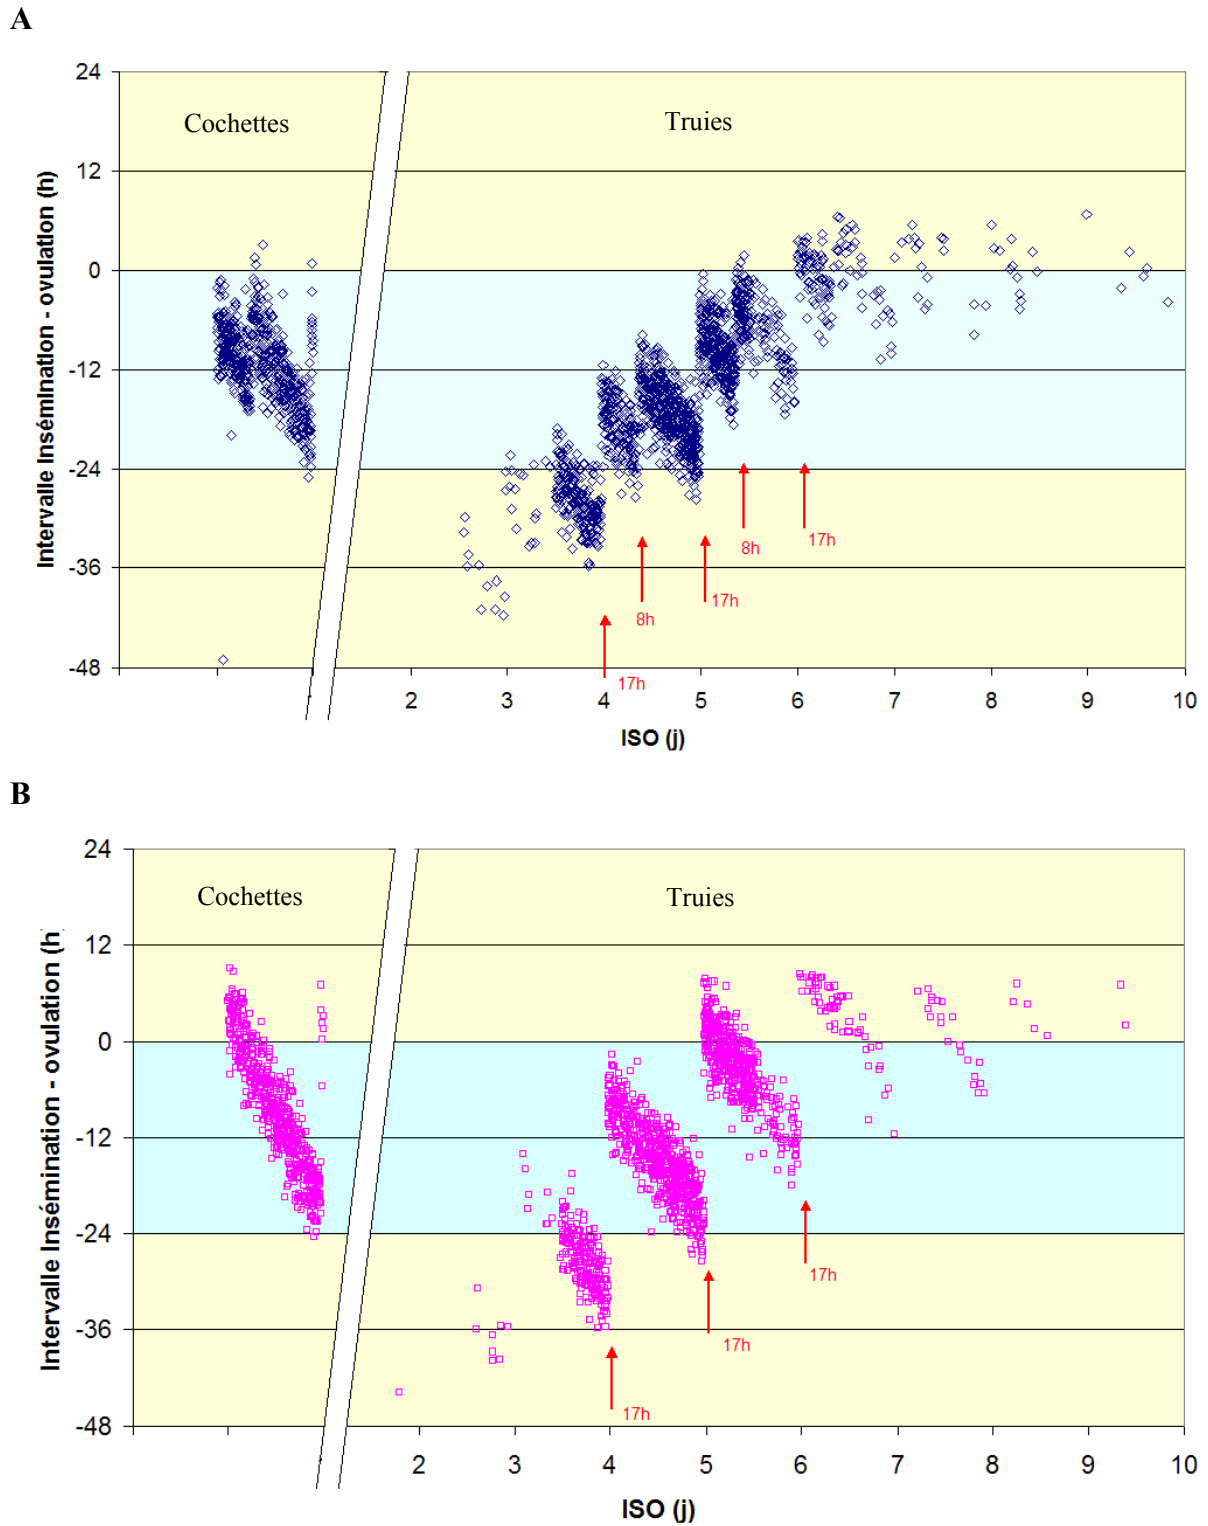 A
24
12
0
-12
-24
-36
-48
Intervalle Insémination - ovulation (h)
Cochettes
Truies
8h
17h
8h
17h
17h
2 3 4 5 6 7 8 9 10
ISO (j)
B
24
12
0
-12
-24
-36
-48
Intervalle Insémination - ovulation (h
Cochettes
Truies
17h
17h
17h
2 3 4 5 6 7 8 9 10
ISO (j)